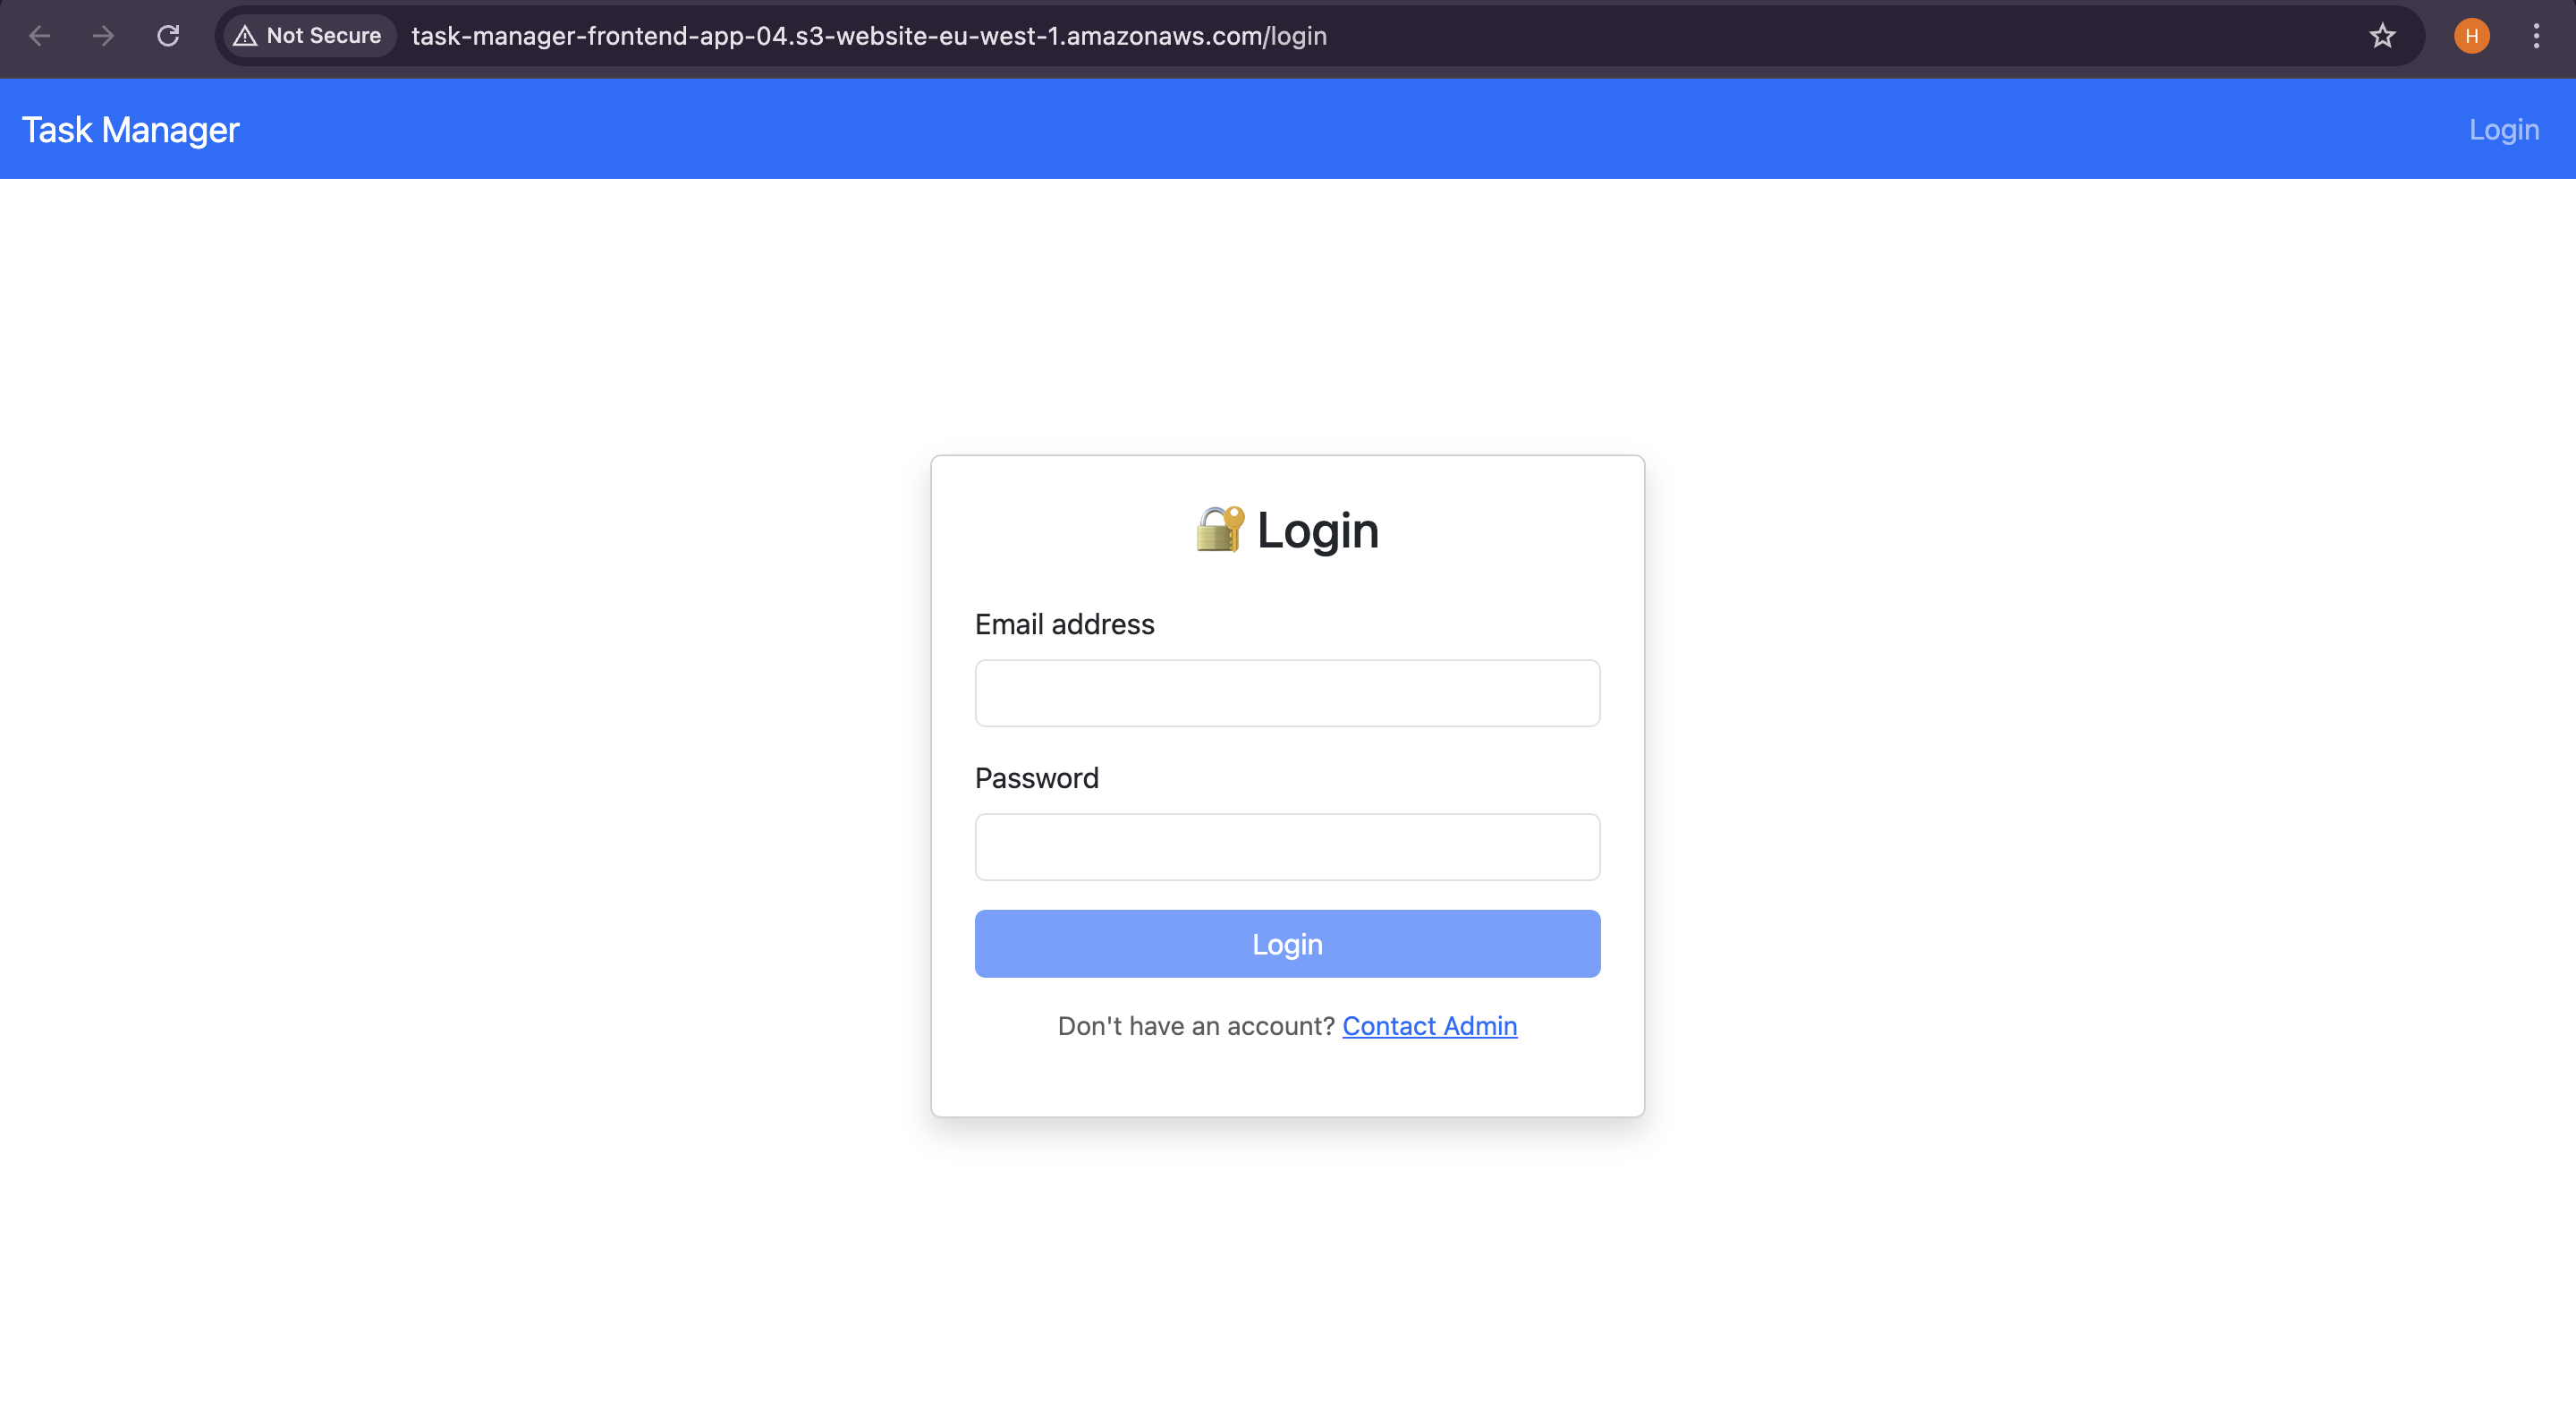 Not Secure task-manager-frontend-app-04.s3-website-eu-west-1.amazonaws.com/login H
Task Manager Login
🔐 Login
Email address
Password
Login
Don't have an account? Contact Admin